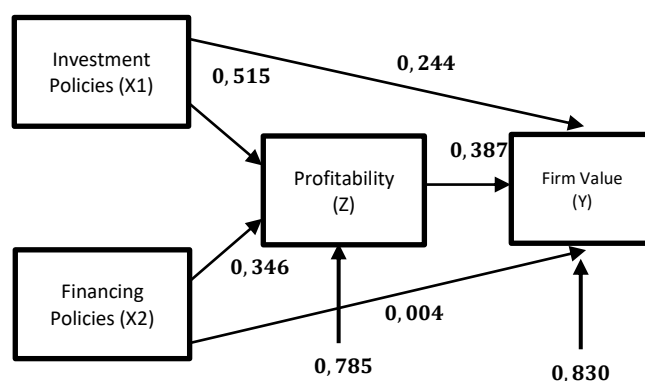 Investment
Policies (X1)
0,515
0,244
Profitability
(Z)
0,387
Firm Value
(Y)
Financing
Policies (X2)
0,346
0,004
0,785
0,830